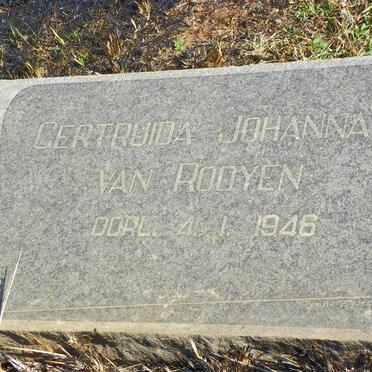 GERTRUIDA JOHANNA
VAN ROOYEN
OORL. 4. 1. 1946